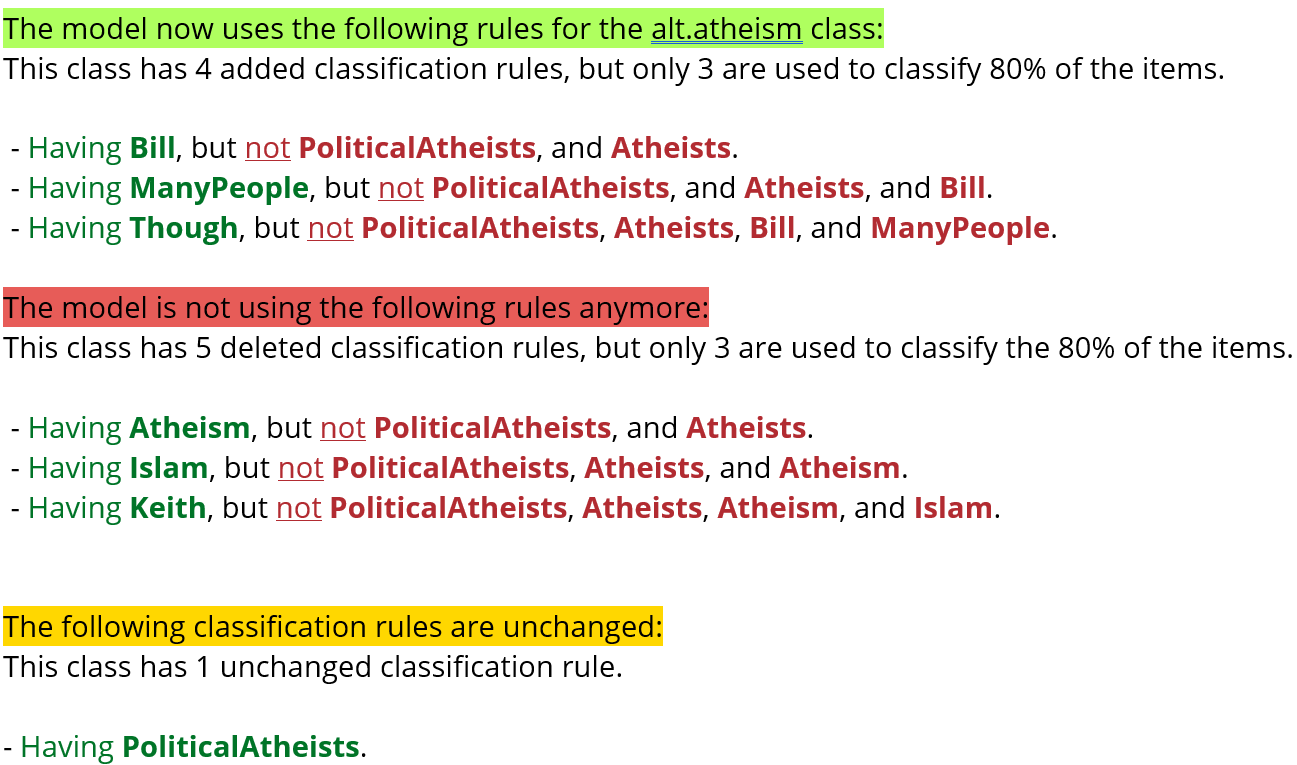 The model now uses the following rules for the alt.atheism class:
This class has 4 added classification rules, but only 3 are used to classify 80% of the items.
- Having Bill, but not PoliticalAtheists, and Atheists.
- Having ManyPeople, but not PoliticalAtheists, and Atheists, and Bill.
- Having Though, but not PoliticalAtheists, Atheists, Bill, and ManyPeople.
The model is not using the following rules anymore:
This class has 5 deleted classification rules, but only 3 are used to classify the 80% of the items.
- Having Atheism, but not PoliticalAtheists, and Atheists.
- Having Islam, but not PoliticalAtheists, Atheists, and Atheism.
- Having Keith, but not PoliticalAtheists, Atheists, Atheism, and Islam.
The following classification rules are unchanged:
This class has 1 unchanged classification rule.
- Having PoliticalAtheists.